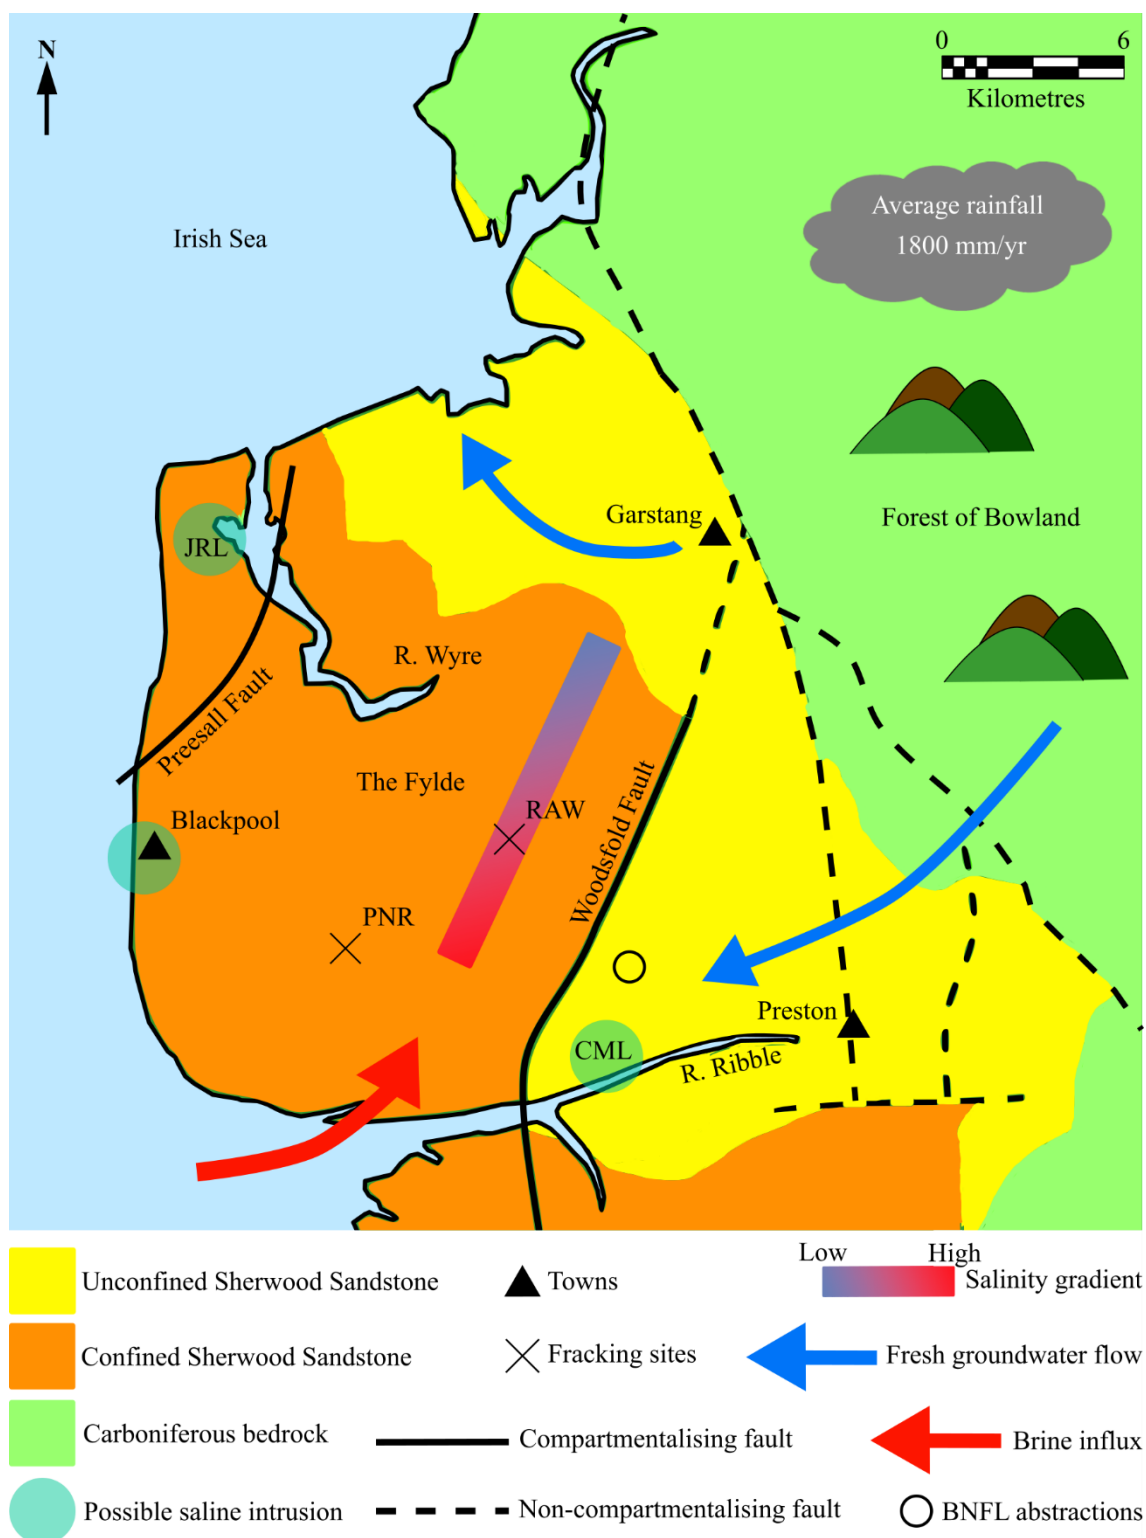 N
0 6
Kilometres
Average rainfall
1800 mm/yr
Irish Sea
Garstang
Forest of Bowland
JRL
R. Wyre
Preesall Fault
The Fylde
RAW
Blackpool
Woodsfold Fault
PNR
Preston
CML
R. Ribble
Low High
Unconfined Sherwood Sandstone
Towns
Salinity gradient
Confined Sherwood Sandstone
Fracking sites
Fresh groundwater flow
Carboniferous bedrock
Compartmentalising fault
Brine influx
Possible saline intrusion
Non-compartmentalising fault
BNFL abstractions